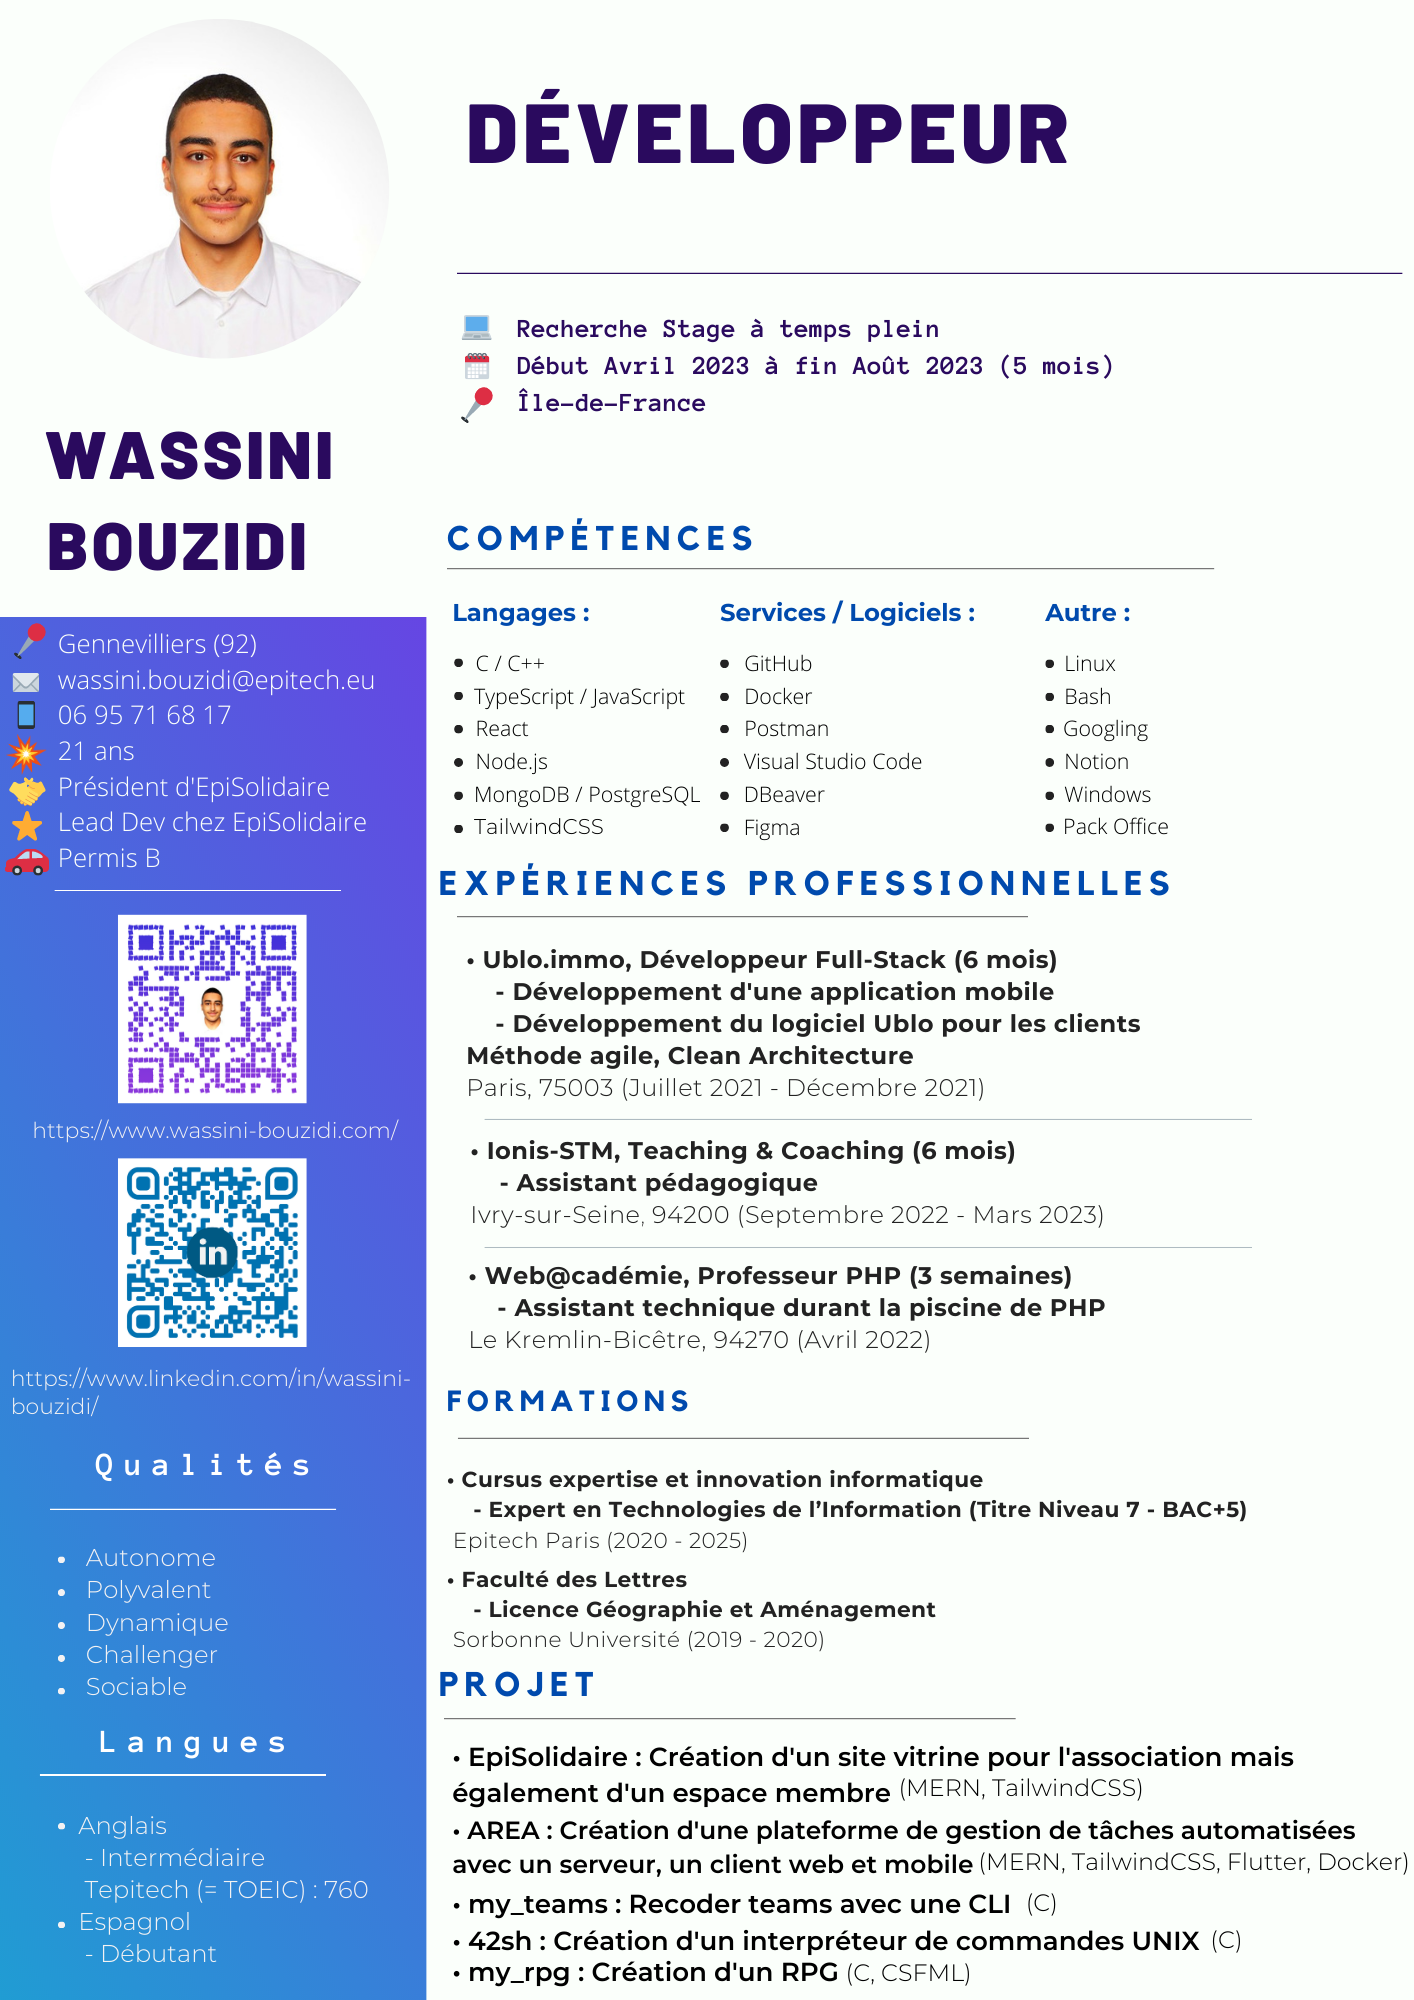 DÉVELOPPEUR
Recherche Stage à temps plein
Début Avril 2023 à fin Août 2023 (5 mois)
Île-de-France
WASSINI
BOUZIDI
Gennevilliers (92)
wassini.bouzidi@epitech.eu
06 95 71 68 17
21 ans
Président d'EpiSolidaire
Lead Dev chez EpiSolidaire
Permis B
https://www.wassini-bouzidi.com/
in
https://www.linkedin.com/in/wassini-
bouzidi/
Qualités
• Autonome
• Polyvalent
• Dynamique
• Challenger
• Sociable
Langues
• Anglais
- Intermédiaire
Tepitech (= TOEIC) : 760
• Espagnol
- Débutant
COMPÉTENCES
Langages :
• C / C++
• TypeScript / JavaScript
• React
• Node.js
• MongoDB / PostgreSQL
• TailwindCSS
Services / Logiciels :
• GitHub
• Docker
• Postman
• Visual Studio Code
• DBeaver
• Figma
Autre :
• Linux
• Bash
• Googling
• Notion
• Windows
• Pack Office
EXPÉRIENCES PROFESSIONNELLES
• Ublo.immo, Développeur Full-Stack (6 mois)
- Développement d'une application mobile
- Développement du logiciel Ublo pour les clients
Méthode agile, Clean Architecture
Paris, 75003 (Juillet 2021 - Décembre 2021)
• Ionis-STM, Teaching & Coaching (6 mois)
- Assistant pédagogique
Ivry-sur-Seine, 94200 (Septembre 2022 - Mars 2023)
• Web@cadémie, Professeur PHP (3 semaines)
- Assistant technique durant la piscine de PHP
Le Kremlin-Bicêtre, 94270 (Avril 2022)
FORMATIONS
• Cursus expertise et innovation informatique
- Expert en Technologies de l’Information (Titre Niveau 7 - BAC+5)
Epitech Paris (2020 - 2025)
• Faculté des Lettres
- Licence Géographie et Aménagement
Sorbonne Université (2019 - 2020)
PROJET
• EpiSolidaire : Création d'un site vitrine pour l'association mais
également d'un espace membre (MERN, TailwindCSS)
• AREA : Création d'une plateforme de gestion de tâches automatisées
avec un serveur, un client web et mobile (MERN, TailwindCSS, Flutter, Docker)
• my_teams : Recoder teams avec une CLI (C)
• 42sh : Création d'un interpréteur de commandes UNIX (C)
• my_rpg : Création d'un RPG (C, CSFML)